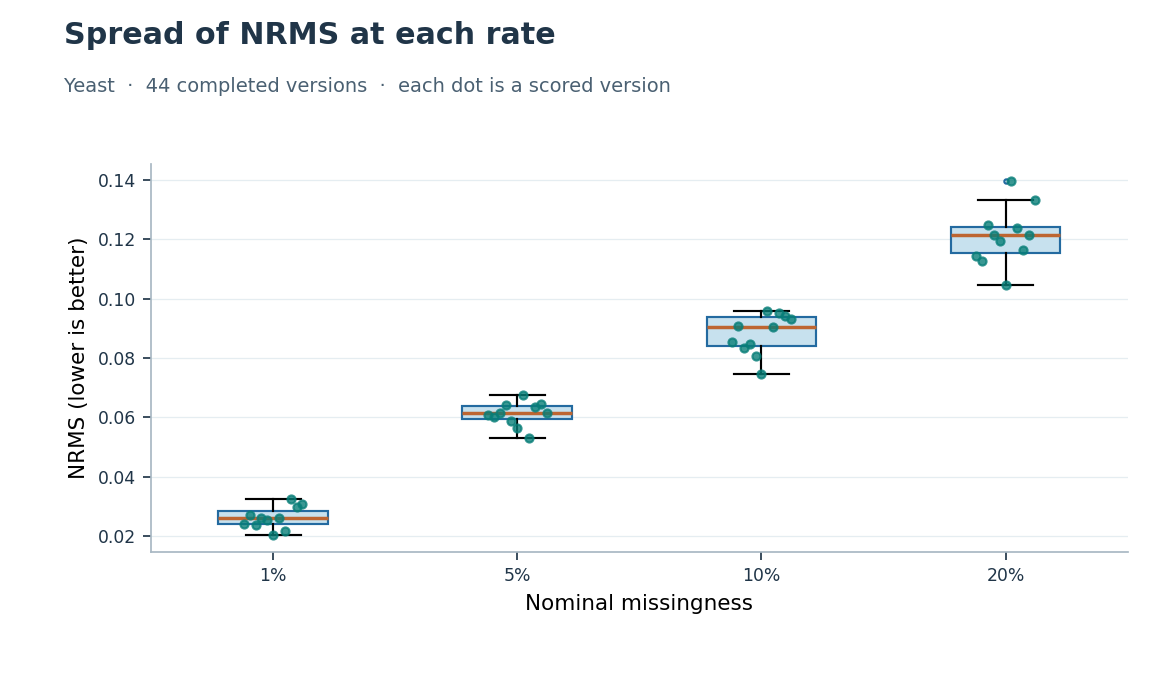 Spread of NRMS at each rate
Yeast · 44 completed versions · each dot is a scored version
NRMS (lower is better)
0.14
0.12
0.10
0.08
0.06
0.04
0.02
1% 5% 10% 20%
Nominal missingness